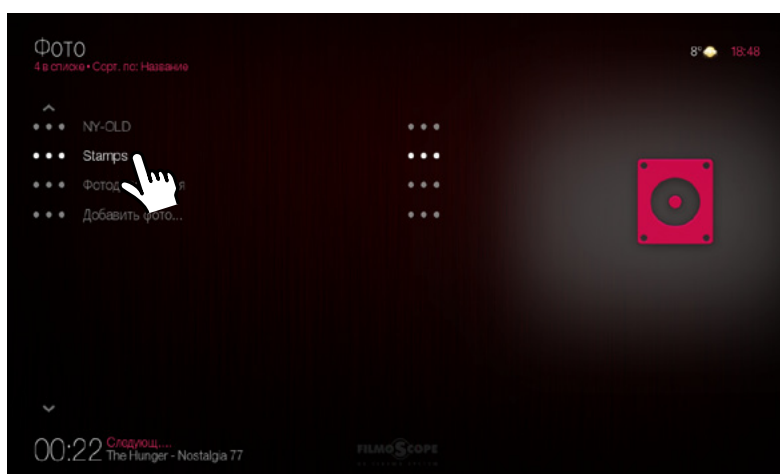 Фото
4 в списке • Сорт. по: Название
8° 18:48
NY-OLD
Stamps
Добавить фото...
00:22 Следующ....
The Hunger - Nostalgia 77
FILMOSCOPE